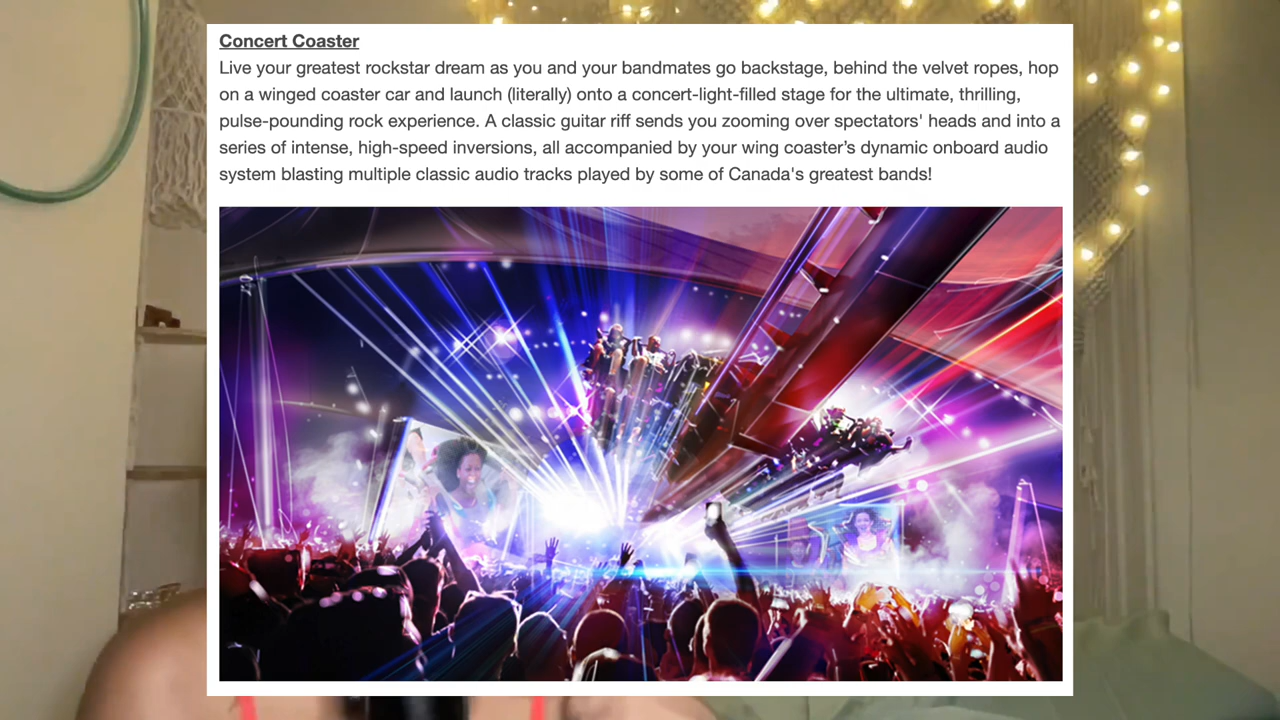 Concert Coaster
Live your greatest rockstar dream as you and your bandmates go backstage, behind the velvet ropes, hop
on a winged coaster car and launch (literally) onto a concert-light-filled stage for the ultimate, thrilling,
pulse-pounding rock experience. A classic guitar riff sends you zooming over spectators' heads and into a
series of intense, high-speed inversions, all accompanied by your wing coaster’s dynamic onboard audio
system blasting multiple classic audio tracks played by some of Canada's greatest bands!